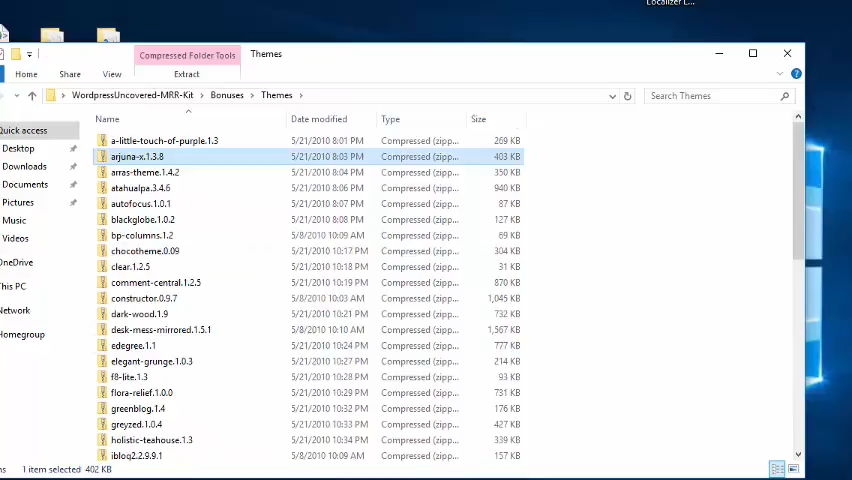 Localizer L...
Compressed Folder Tools Themes
Home Share View Extract
WordpressUncovered-MRR-Kit Bonuses Themes Search Themes
Name Date modified Type Size
Quick access
Desktop
Downloads
Documents
Pictures
Music
Videos
OneDrive
This PC
Network
Homegroup
a-little-touch-of-purple.1.3 5/21/2010 8:01 PM Compressed (zipp... 269 KB
arjuna-x.1.3.8 5/21/2010 8:03 PM Compressed (zipp... 403 KB
arras-theme.1.4.2 5/21/2010 8:04 PM Compressed (zipp... 350 KB
atahualpa.3.4.6 5/21/2010 8:06 PM Compressed (zipp... 940 KB
autofocus.1.0.1 5/21/2010 8:07 PM Compressed (zipp... 87 KB
blackglobe.1.0.2 5/21/2010 8:08 PM Compressed (zipp... 127 KB
bp-columns.1.2 5/8/2010 10:09 AM Compressed (zipp... 69 KB
chocotheme.0.09 5/21/2010 10:17 PM Compressed (zipp... 304 KB
clear.1.2.5 5/21/2010 10:18 PM Compressed (zipp... 31 KB
comment-central.1.2.5 5/21/2010 10:19 PM Compressed (zipp... 870 KB
constructor.0.9.7 5/8/2010 10:03 AM Compressed (zipp... 1,045 KB
dark-wood.1.9 5/21/2010 10:21 PM Compressed (zipp... 732 KB
desk-mess-mirrored.1.5.1 5/8/2010 10:10 AM Compressed (zipp... 1,567 KB
edegree.1.1 5/21/2010 10:24 PM Compressed (zipp... 777 KB
elegant-grunge.1.0.3 5/21/2010 10:27 PM Compressed (zipp... 214 KB
f8-lite.1.3 5/21/2010 10:28 PM Compressed (zipp... 93 KB
flora-relief.1.0.0 5/21/2010 10:29 PM Compressed (zipp... 731 KB
greenblog.1.4 5/21/2010 10:32 PM Compressed (zipp... 176 KB
greyzed.1.0.4 5/21/2010 10:33 PM Compressed (zipp... 427 KB
holistic-teahouse.1.3 5/21/2010 10:34 PM Compressed (zipp... 339 KB
iblog2.2.9.9.1 5/8/2010 10:09 AM Compressed (zipp... 157 KB
1 item selected 402 KB